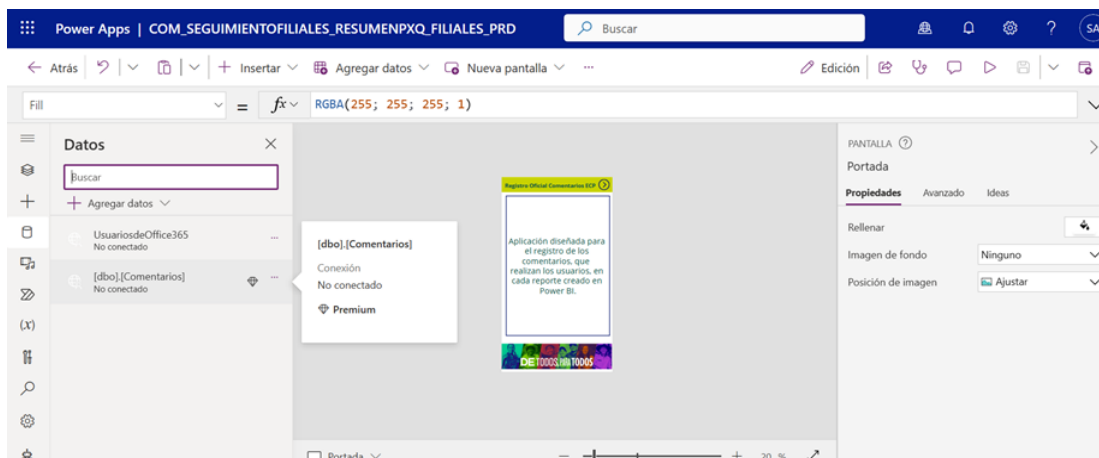 Power Apps | COM_SEGUIMIENTOFILIALES_RESUMENPXQ_FILIALES_PRD
Buscar
SA
Atrás
Insertar
Agregar datos
Nueva pantalla
Edición
Fill
=
fx
RGBA(255; 255; 255; 1)
Datos
Buscar
Agregar datos
UsuariosdeOffice365
No conectado
[dbo].[Comentarios]
No conectado
[dbo].[Comentarios]
Conexión
No conectado
Premium
Registro Oficial Comentarios ECP
Aplicación diseñada para
el registro de los
comentarios, que
realizan los usuarios, en
cada reporte creado en
Power BI.
DE TODOS PARA TODOS
PANTALLA
Portada
Propiedades
Avanzado
Ideas
Rellenar
Imagen de fondo
Ninguno
Posición de imagen
Ajustar
(x)
Portada
20 %